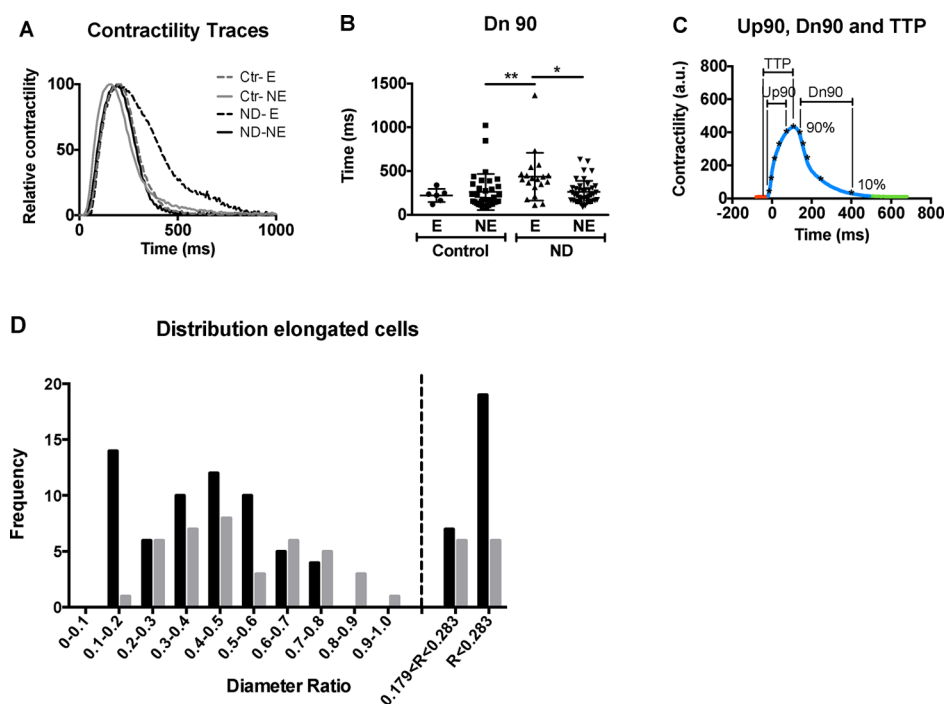 A
Contractility Traces
Relative contractility
100
50
0
0
500
1000
Time (ms)
Ctr- E
Ctr- NE
ND- E
ND-NE
B
Dn 90
Time (ms)
1500
1000
500
0
**
*
E
NE
E
NE
Control
ND
C
Up90, Dn90 and TTP
Contractility (a.u.)
800
600
400
200
0
TTP
Up90
Dn90
90%
10%
-200
0
200
400
600
800
Time (ms)
D
Distribution elongated cells
Frequency
20
15
10
5
0
0-0.1
0.1-0.2
0.2-0.3
0.3-0.4
0.4-0.5
0.5-0.6
0.6-0.7
0.7-0.8
0.8-0.9
0.9-1.0
0.179<R<0.283
R<0.283
Diameter Ratio